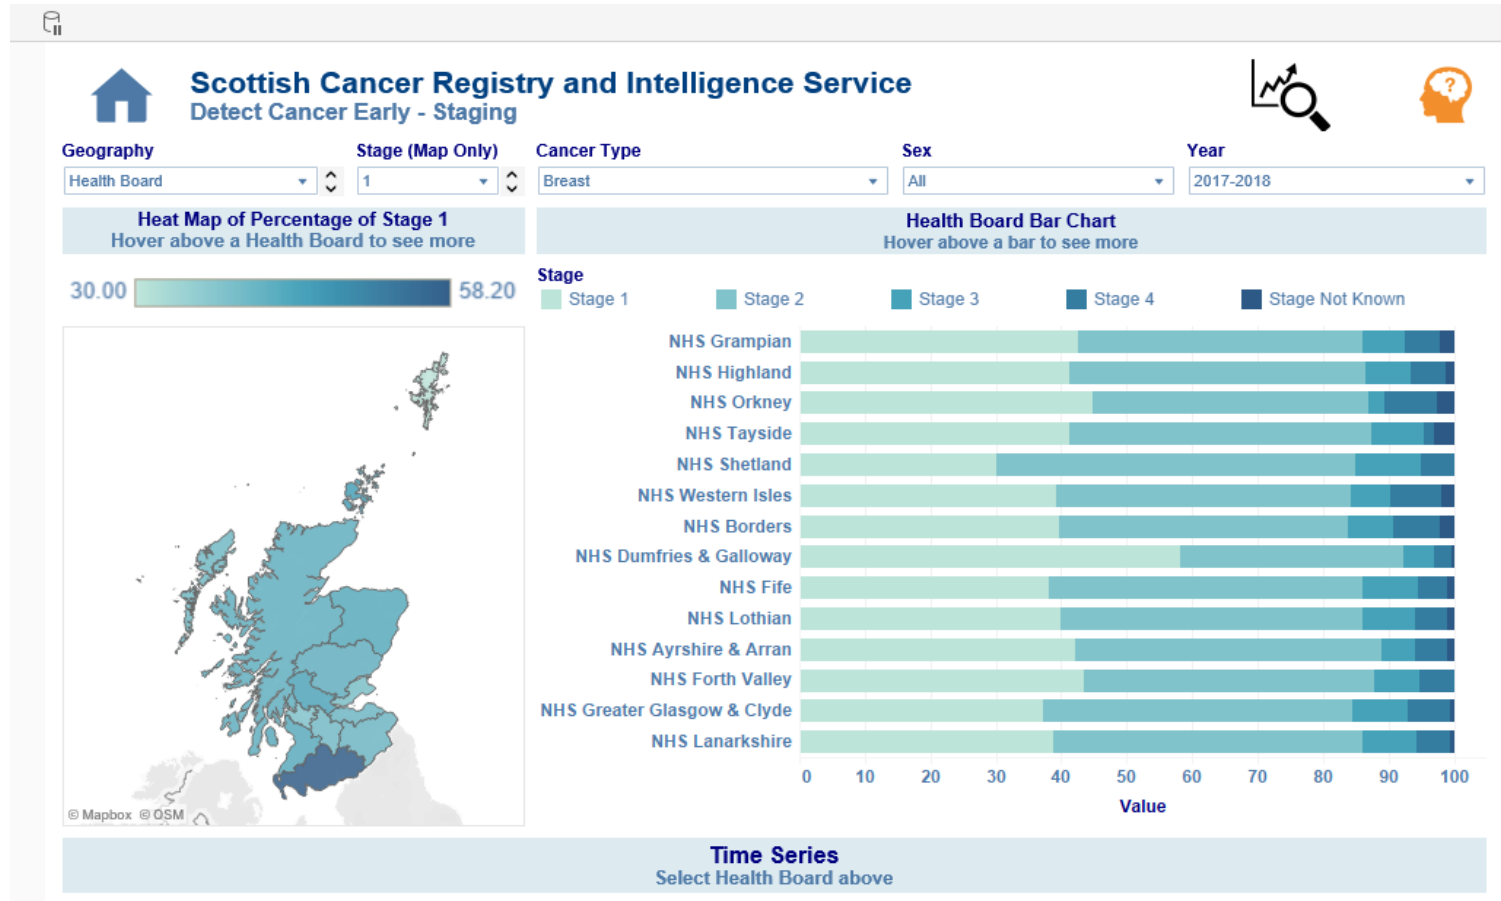 Scottish Cancer Registry and Intelligence Service
Detect Cancer Early - Staging
Geography
Stage (Map Only)
Cancer Type
Sex
Year
Health Board
1
Breast
All
2017-2018
Heat Map of Percentage of Stage 1
Hover above a Health Board to see more
30.00
58.20
© Mapbox © OSM
Health Board Bar Chart
Hover above a bar to see more
Stage
Stage 1
Stage 2
Stage 3
Stage 4
Stage Not Known
NHS Grampian
NHS Highland
NHS Orkney
NHS Tayside
NHS Shetland
NHS Western Isles
NHS Borders
NHS Dumfries & Galloway
NHS Fife
NHS Lothian
NHS Ayrshire & Arran
NHS Forth Valley
NHS Greater Glasgow & Clyde
NHS Lanarkshire
0 10 20 30 40 50 60 70 80 90 100
Value
Time Series
Select Health Board above